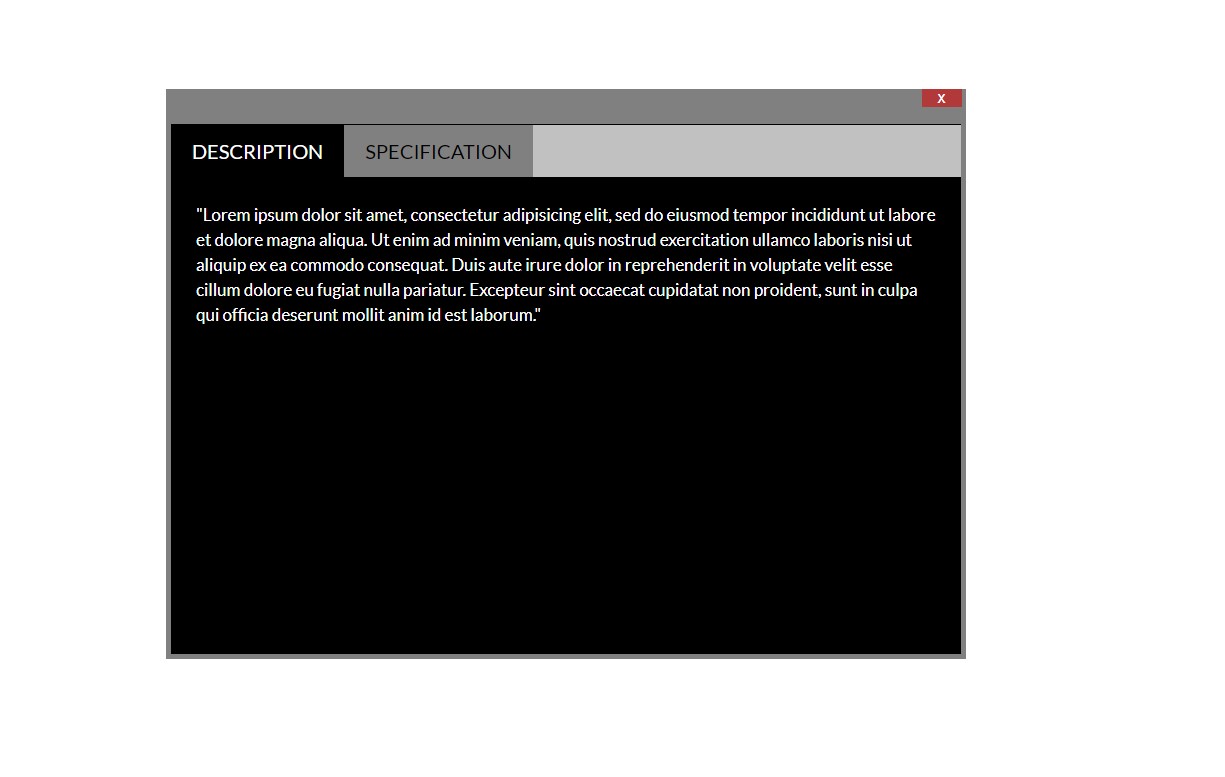 X
DESCRIPTION SPECIFICATION
"Lorem ipsum dolor sit amet, consectetur adipisicing elit, sed do eiusmod tempor incididunt ut labore
et dolore magna aliqua. Ut enim ad minim veniam, quis nostrud exercitation ullamco laboris nisi ut
aliquip ex ea commodo consequat. Duis aute irure dolor in reprehenderit in voluptate velit esse
cillum dolore eu fugiat nulla pariatur. Excepteur sint occaecat cupidatat non proident, sunt in culpa
qui officia deserunt mollit anim id est laborum."